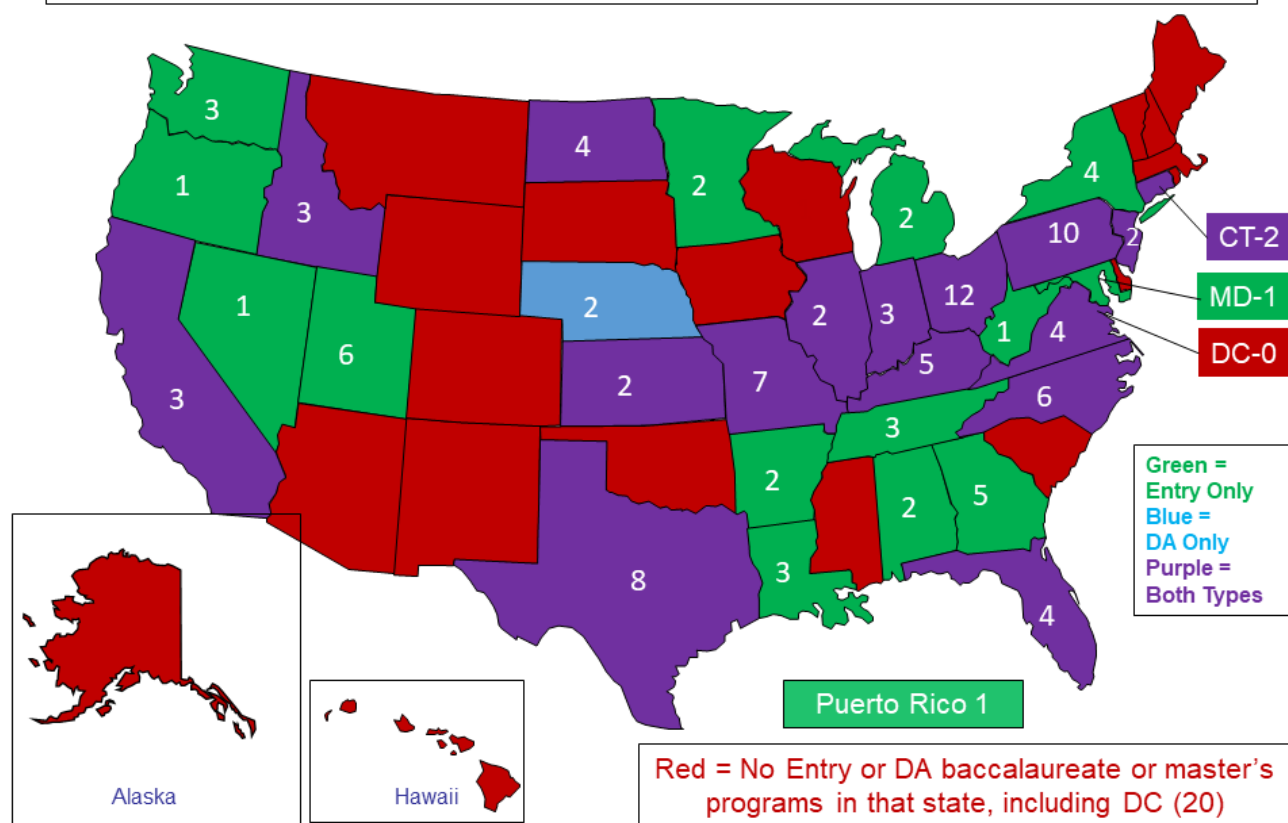 3
4
2
4
1
3
2
10
2
CT-2
1
2
2
3
12
MD-1
6
1
4
DC-0
3
2
7
5
6
3
Green =
Entry Only
Blue =
DA Only
Purple =
Both Types
2
2
5
8
3
4
Puerto Rico 1
Alaska
Hawaii
Red = No Entry or DA baccalaureate or master's
programs in that state, including DC (20)